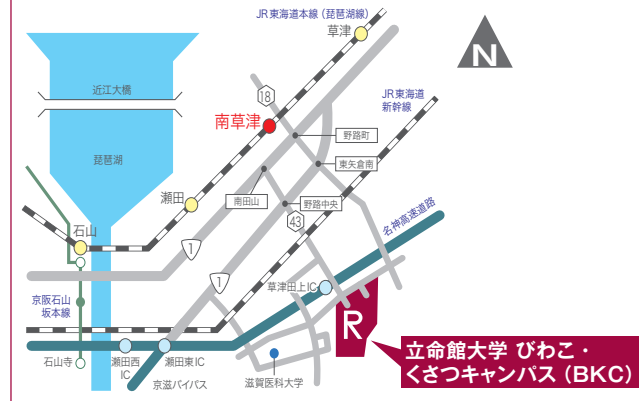 JR東海道本線（琵琶湖線）
草津
N
近江大橋
18
JR東海道
新幹線
南草津
野路町
琵琶湖
東矢倉南
瀬田
南田山
野路中央
43
石山
1
名神高速道路
1
草津田上IC
京阪石山
坂本線
R
立命館大学 びわこ・
くさつキャンパス（BKC）
石山寺
瀬田西
IC
瀬田東IC
京滋バイパス
滋賀医科大学